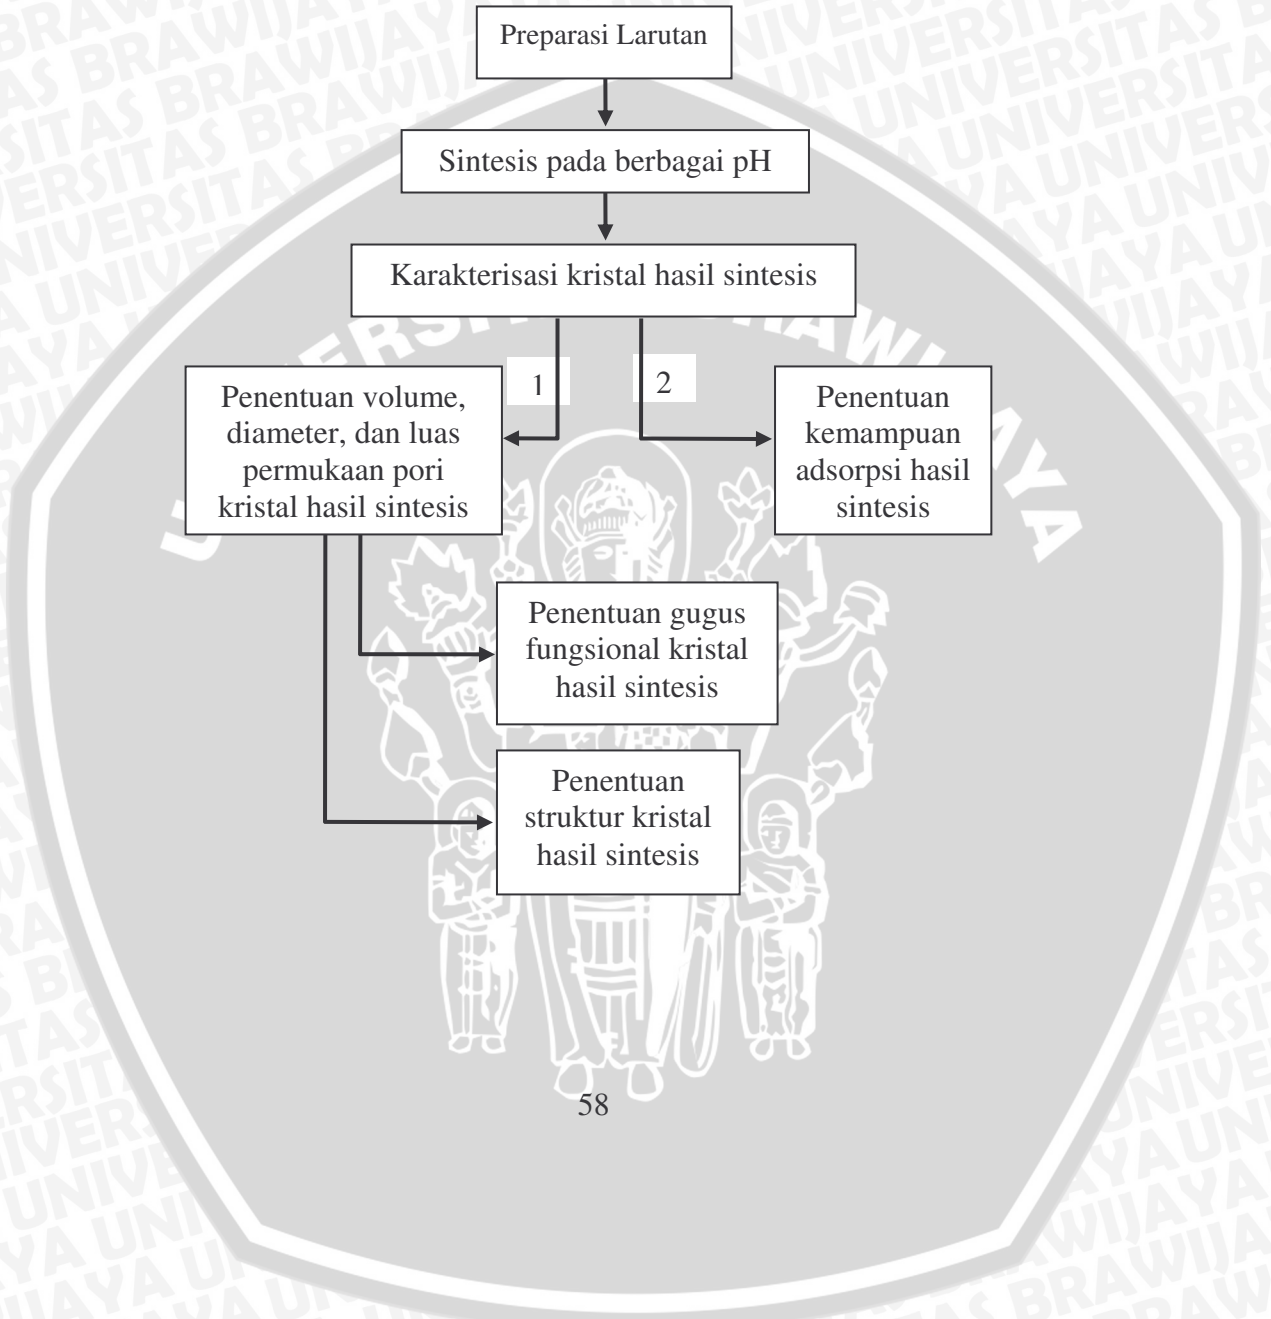 Preparasi Larutan
Sintesis pada berbagai pH
Karakterisasi kristal hasil sintesis
1
2
Penentuan volume,
diameter, dan luas
permukaan pori
kristal hasil sintesis
Penentuan
kemampuan
adsorpsi hasil
sintesis
Penentuan gugus
fungsional kristal
hasil sintesis
Penentuan
struktur kristal
hasil sintesis
58